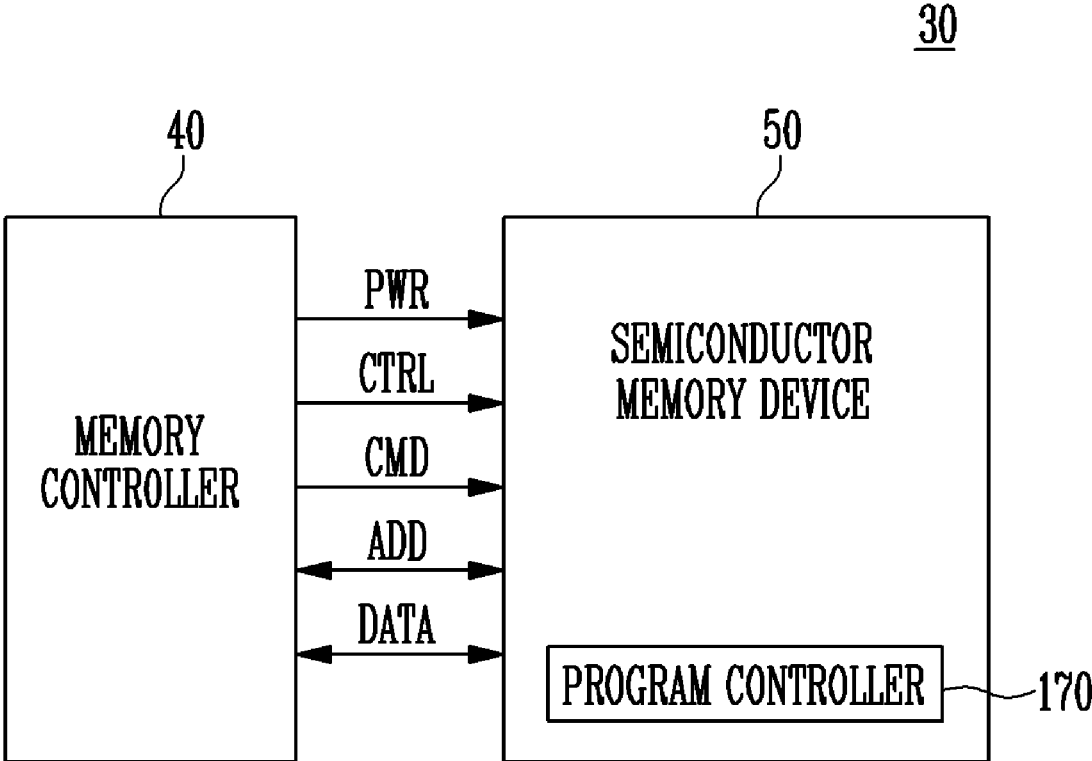 30
40
50
PWR
CTRL
CMD
ADD
DATA
MEMORY
CONTROLLER
SEMICONDUCTOR
MEMORY DEVICE
PROGRAM CONTROLLER
170